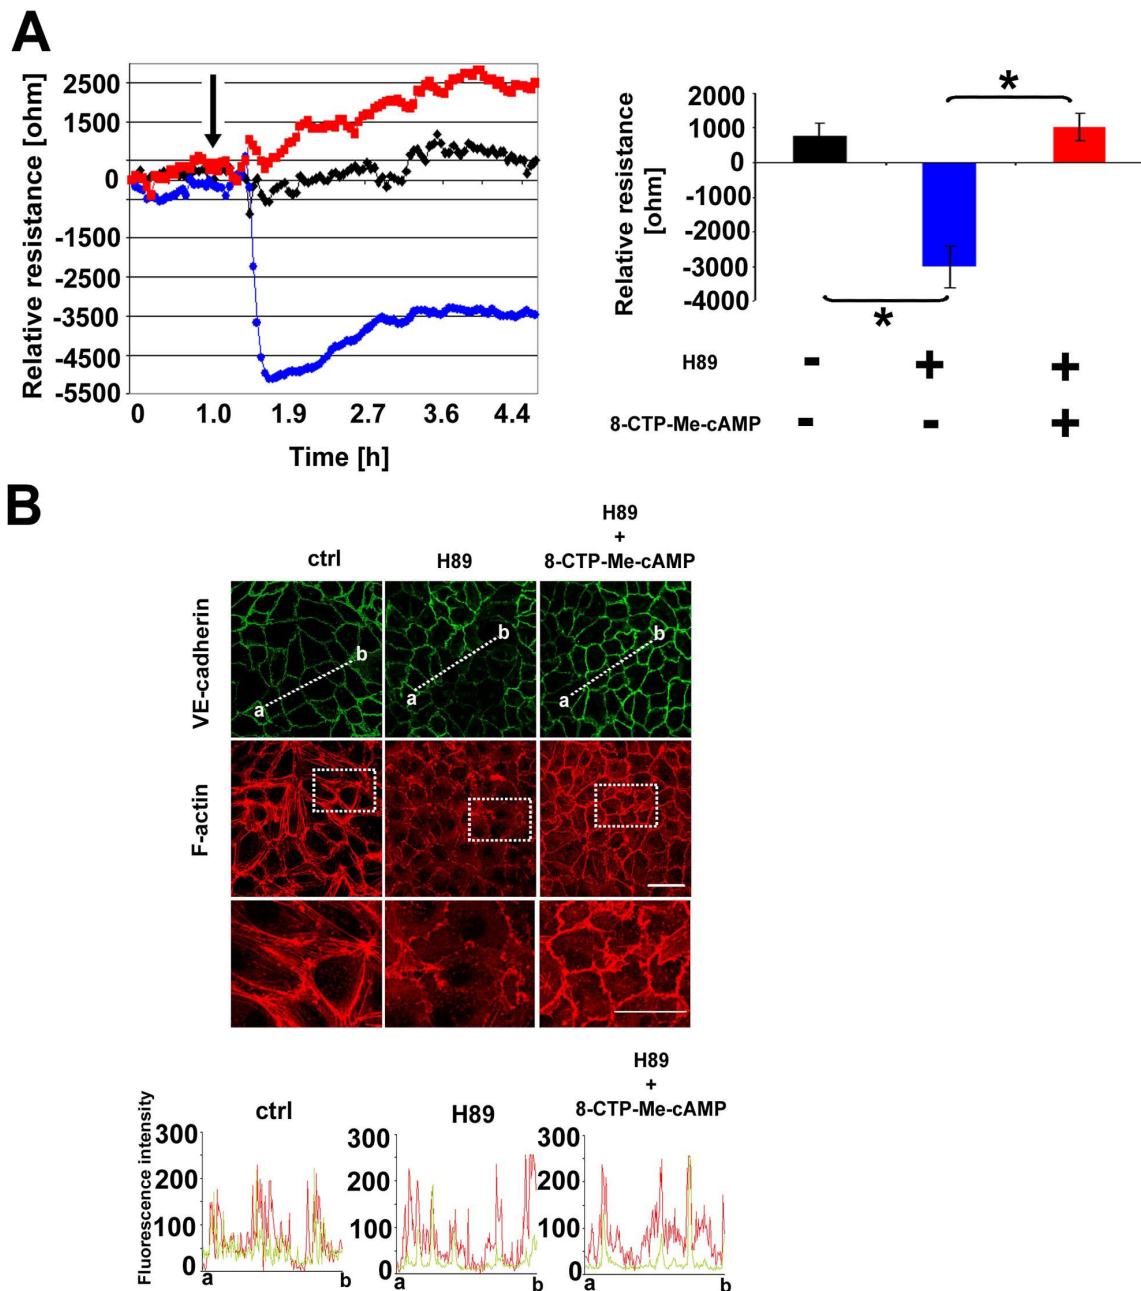 A
Relative resistance [ohm]
2500
1500
0
-1500
-2500
-3500
-4500
-5500
0 1.0 1.9 2.7 3.6 4.4
Time [h]
Relative resistance
[ohm]
2000
1000
0
-1000
-2000
-3000
-4000
*
*
H89 - + +
8-CTP-Me-cAMP - - +
B
ctrl
H89
H89
+
8-CTP-Me-cAMP
VE-cadherin
a b
a b
a b
F-actin
Fluorescence intensity
ctrl
300
200
100
0
a b
H89
300
200
100
0
a b
H89
+
8-CTP-Me-cAMP
300
200
100
0
a b